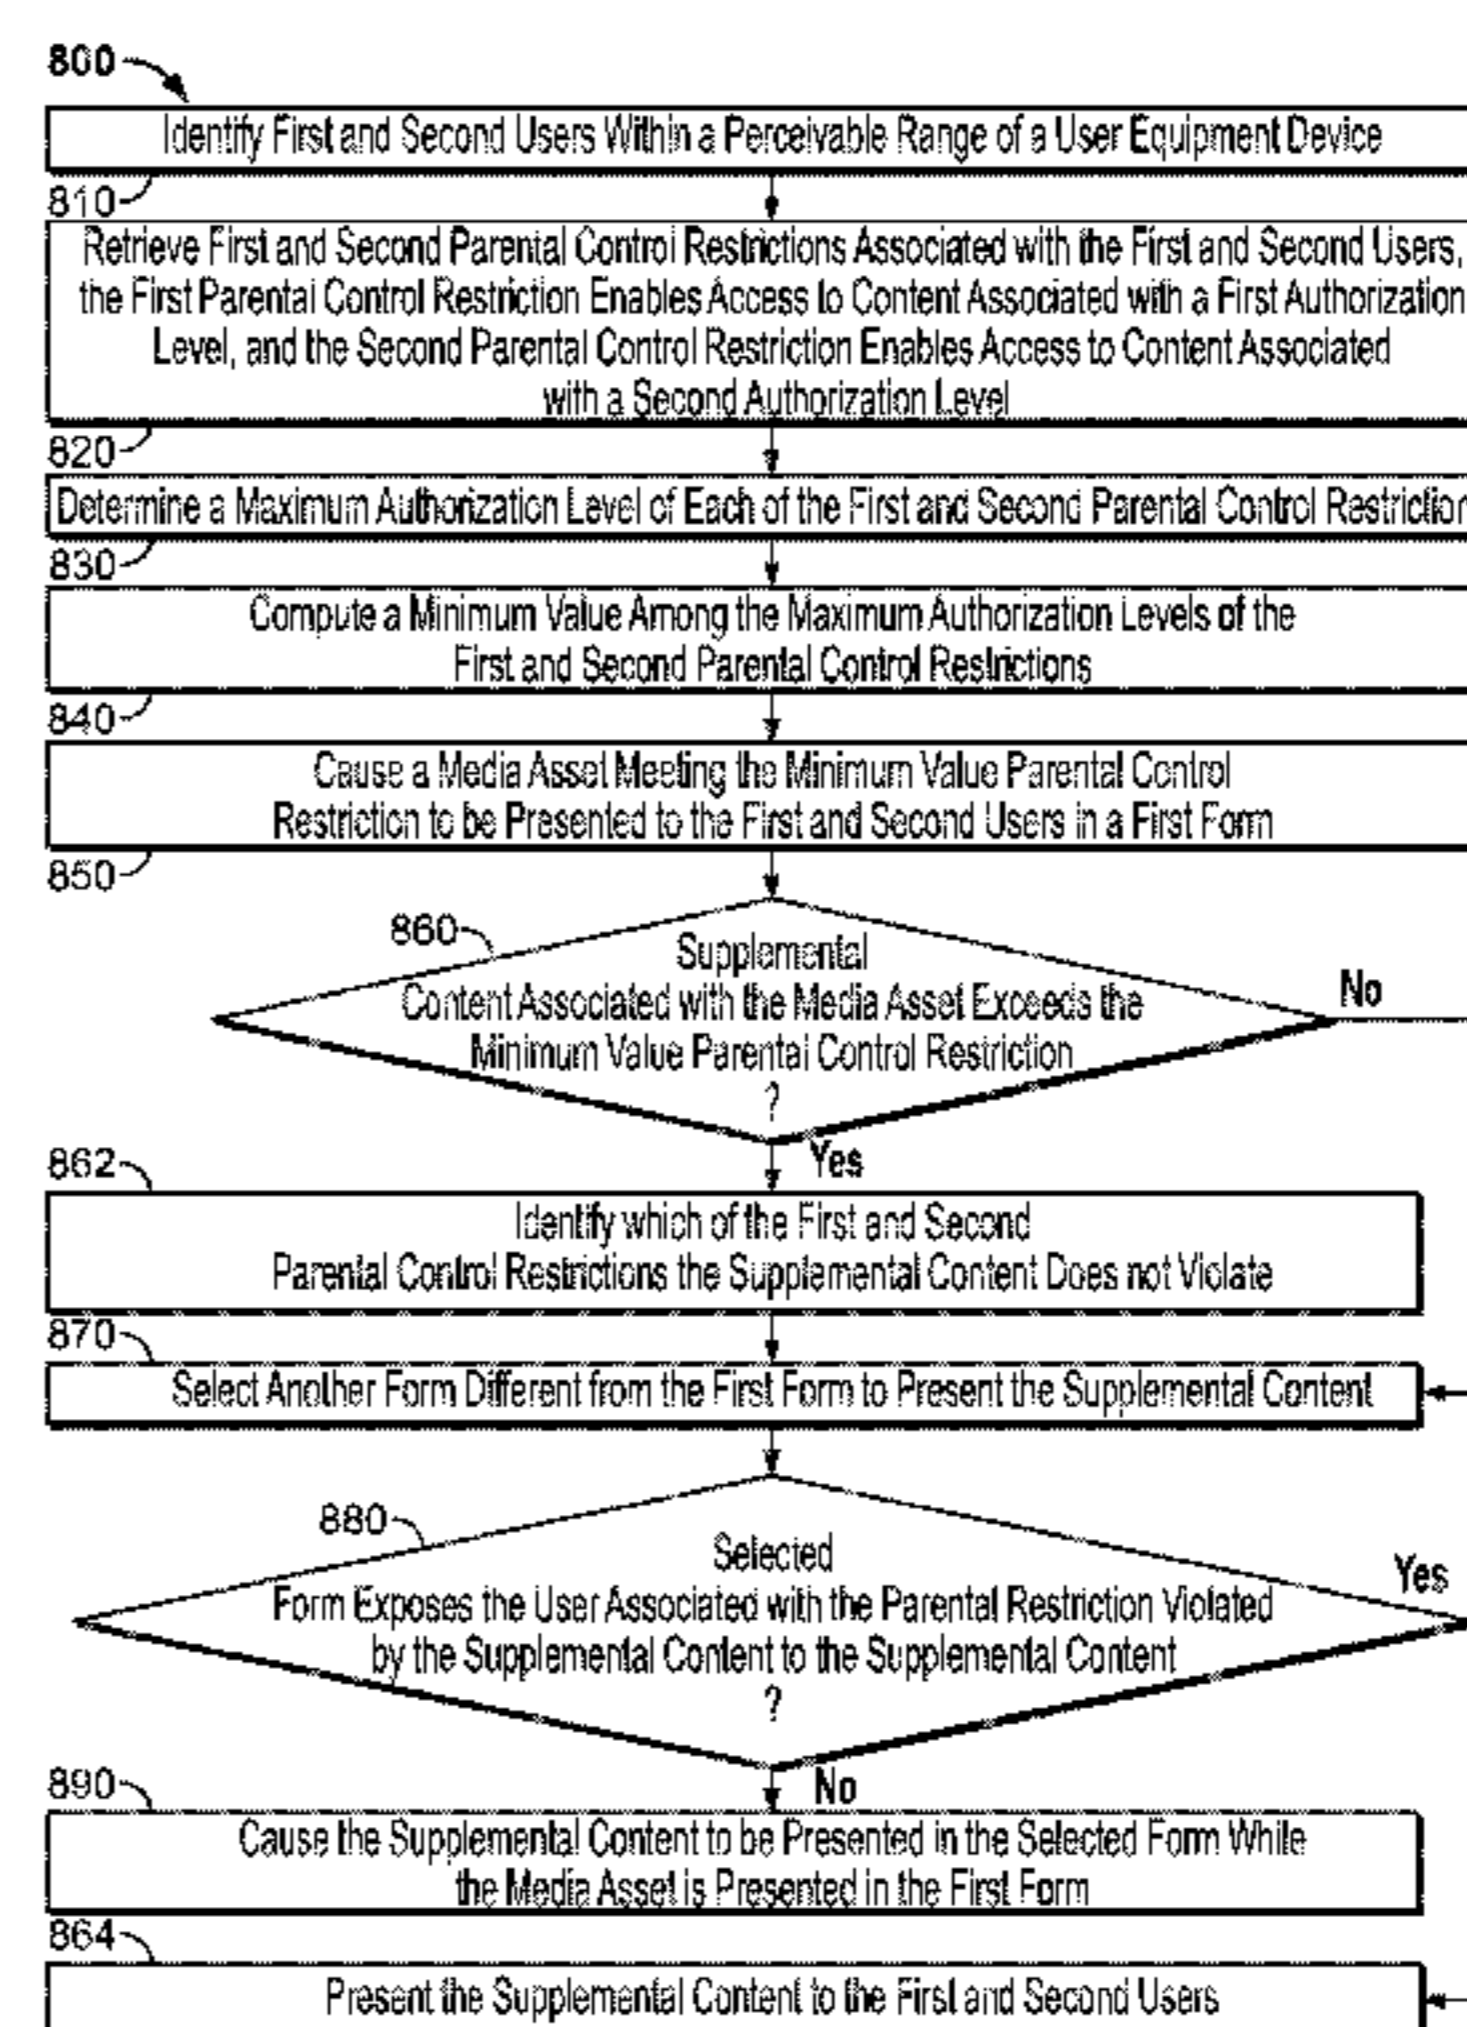 800
Identify First and Second Users Within a Perceivable Range of a User Equipment Device
810
Retrieve First and Second Parental Control Restrictions Associated with the First and Second Users,
the First Parental Control Restriction Enables Access to Content Associated with a First Authorization
Level, and the Second Parental Control Restriction Enables Access to Content Associated
with a Second Authorization Level
820
Determine a Maximum Authorization Level of Each of the First and Second Parental Control Restriction
830
Compute a Minimum Value Among the Maximum Authorization Levels of the
First and Second Parental Control Restrictions
840
Cause a Media Asset Meeting the Minimum Value Parental Control
Restriction to be Presented to the First and Second Users in a First Form
850
860
Supplemental
Content Associated with the Media Asset Exceeds the
Minimum Value Parental Control Restriction
?
No
Yes
862
Identify which of the First and Second
Parental Control Restrictions the Supplemental Content Does not Violate
870
Select Another Form Different from the First Form to Present the Supplemental Content
880
Selected
Form Exposes the User Associated with the Parental Restriction Violated
by the Supplemental Content to the Supplemental Content
?
Yes
No
890
Cause the Supplemental Content to be Presented in the Selected Form While
the Media Asset is Presented in the First Form
864
Present the Supplemental Content to the First and Second Users